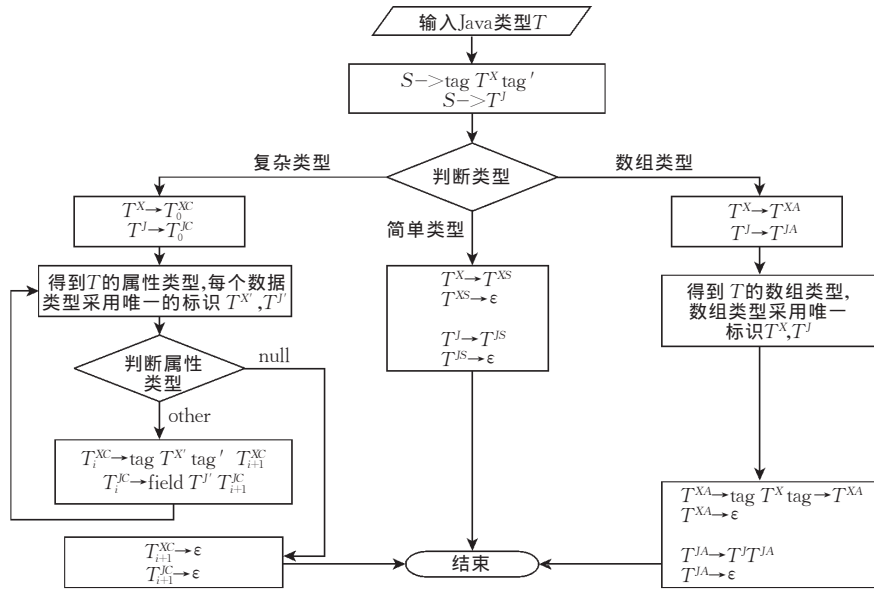 输入Java类型T
S->tag T^X tag′
S->T^J
判断类型
复杂类型
数组类型
简单类型
T^X→T_0^{XC}
T^J→T_0^{JC}
得到T的属性类型,每个数据
类型采用唯一的标识 T^{X′},T^{J′}
判断属性
类型
null
other
T_i^{XC}→tag T^{X′} tag′ T_{i+1}^{XC}
T_i^{JC}→field T^{J′} T_{i+1}^{JC}
T_{i+1}^{XC}→ε
T_{i+1}^{JC}→ε
T^X→T^{XS}
T^{XS}→ε
T^J→T^{JS}
T^{JS}→ε
T^X→T^{XA}
T^J→T^{JA}
得到 T的数组类型,
数组类型采用唯一
标识T^X,T^J
T^{XA}→tag T^X tag→T^{XA}
T^{XA}→ε
T^{JA}→T^J T^{JA}
T^{JA}→ε
结束